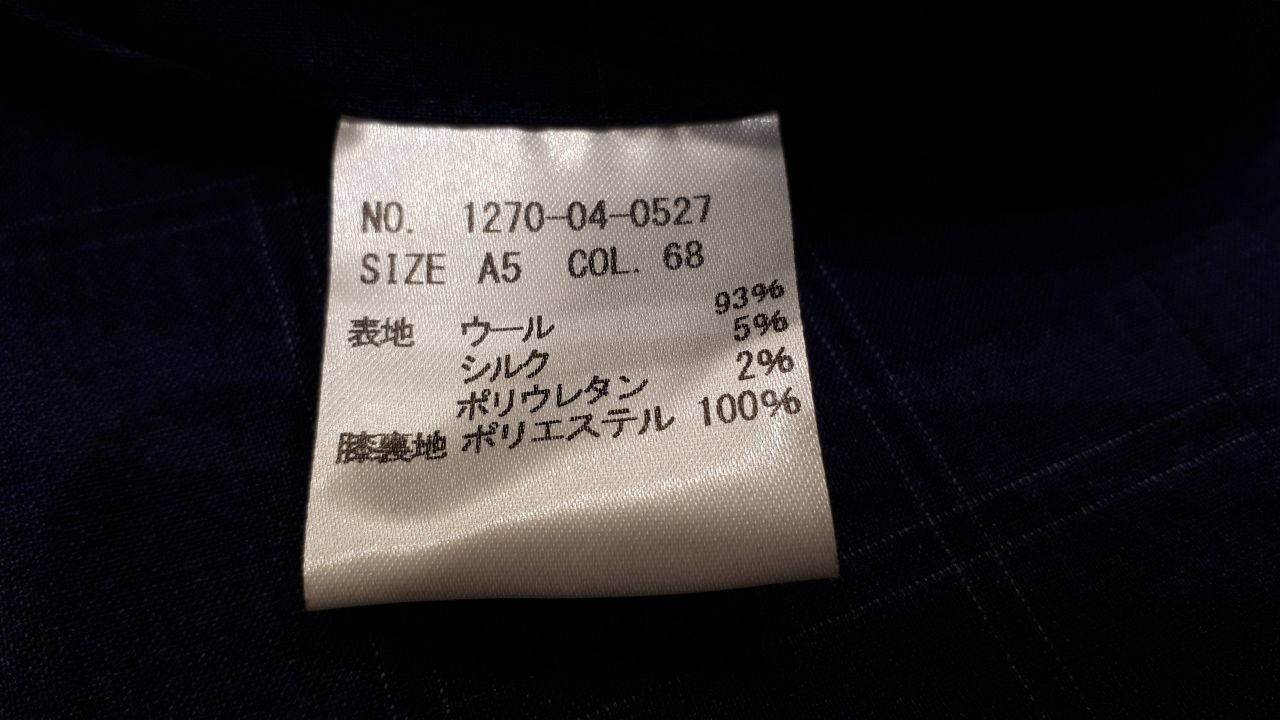 NO. 1270-04-0527
SIZE A5 COL. 68
表地 ウール 93%
シルク 5%
ポリウレタン 2%
膝裏地 ポリエステル 100%